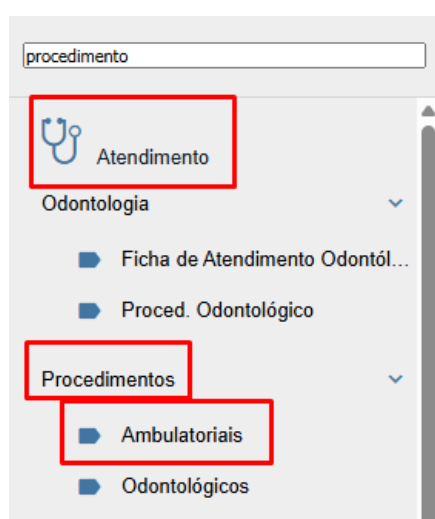 procedimento
Atendimento
Odontologia
Ficha de Atendimento Odontól...
Proced. Odontológico
Procedimentos
Ambulatoriais
Odontológicos